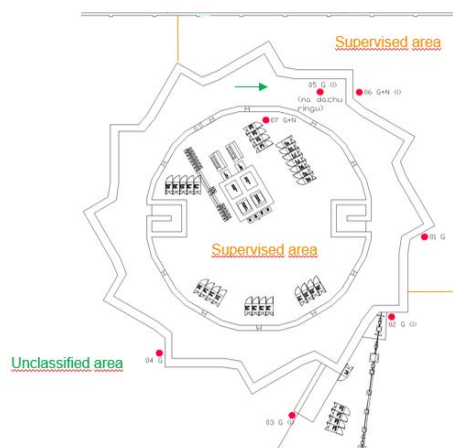 Supervised area
05 G (l)
(na dachu
ringu)
06 G+N (l)
07 G+N
01 G
Supervised area
02 G (l)
04 G
Unclassified area
03 G (l)